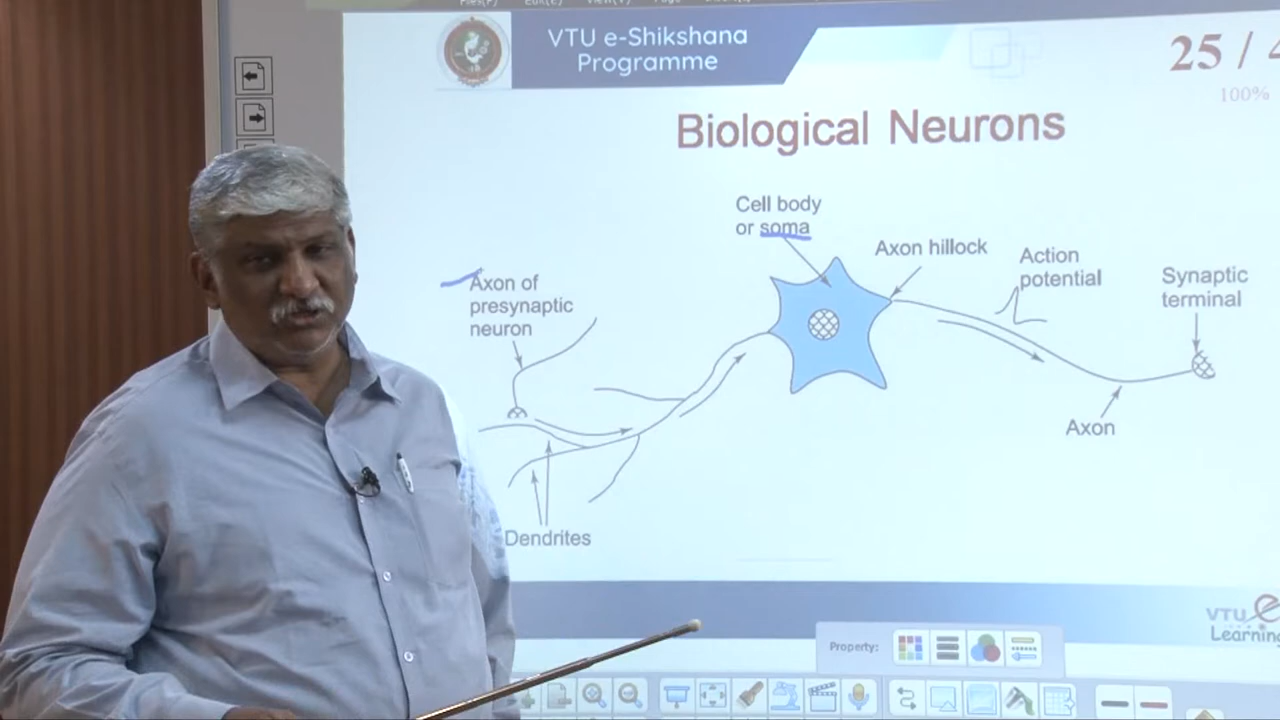 VTU e-Shikshana
Programme
25 / 4
100%
Biological Neurons
Cell body
or soma
Axon hillock
Action
potential
Synaptic
terminal
Axon of
presynaptic
neuron
Axon
Dendrites
VTU e
Learning
Property: